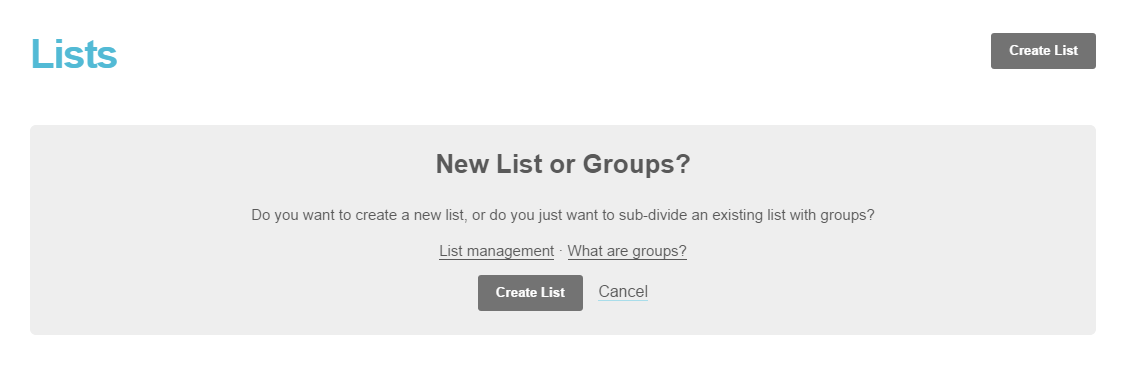 Lists
Create List
New List or Groups?
Do you want to create a new list, or do you just want to sub-divide an existing list with groups?
List management · What are groups?
Create List Cancel